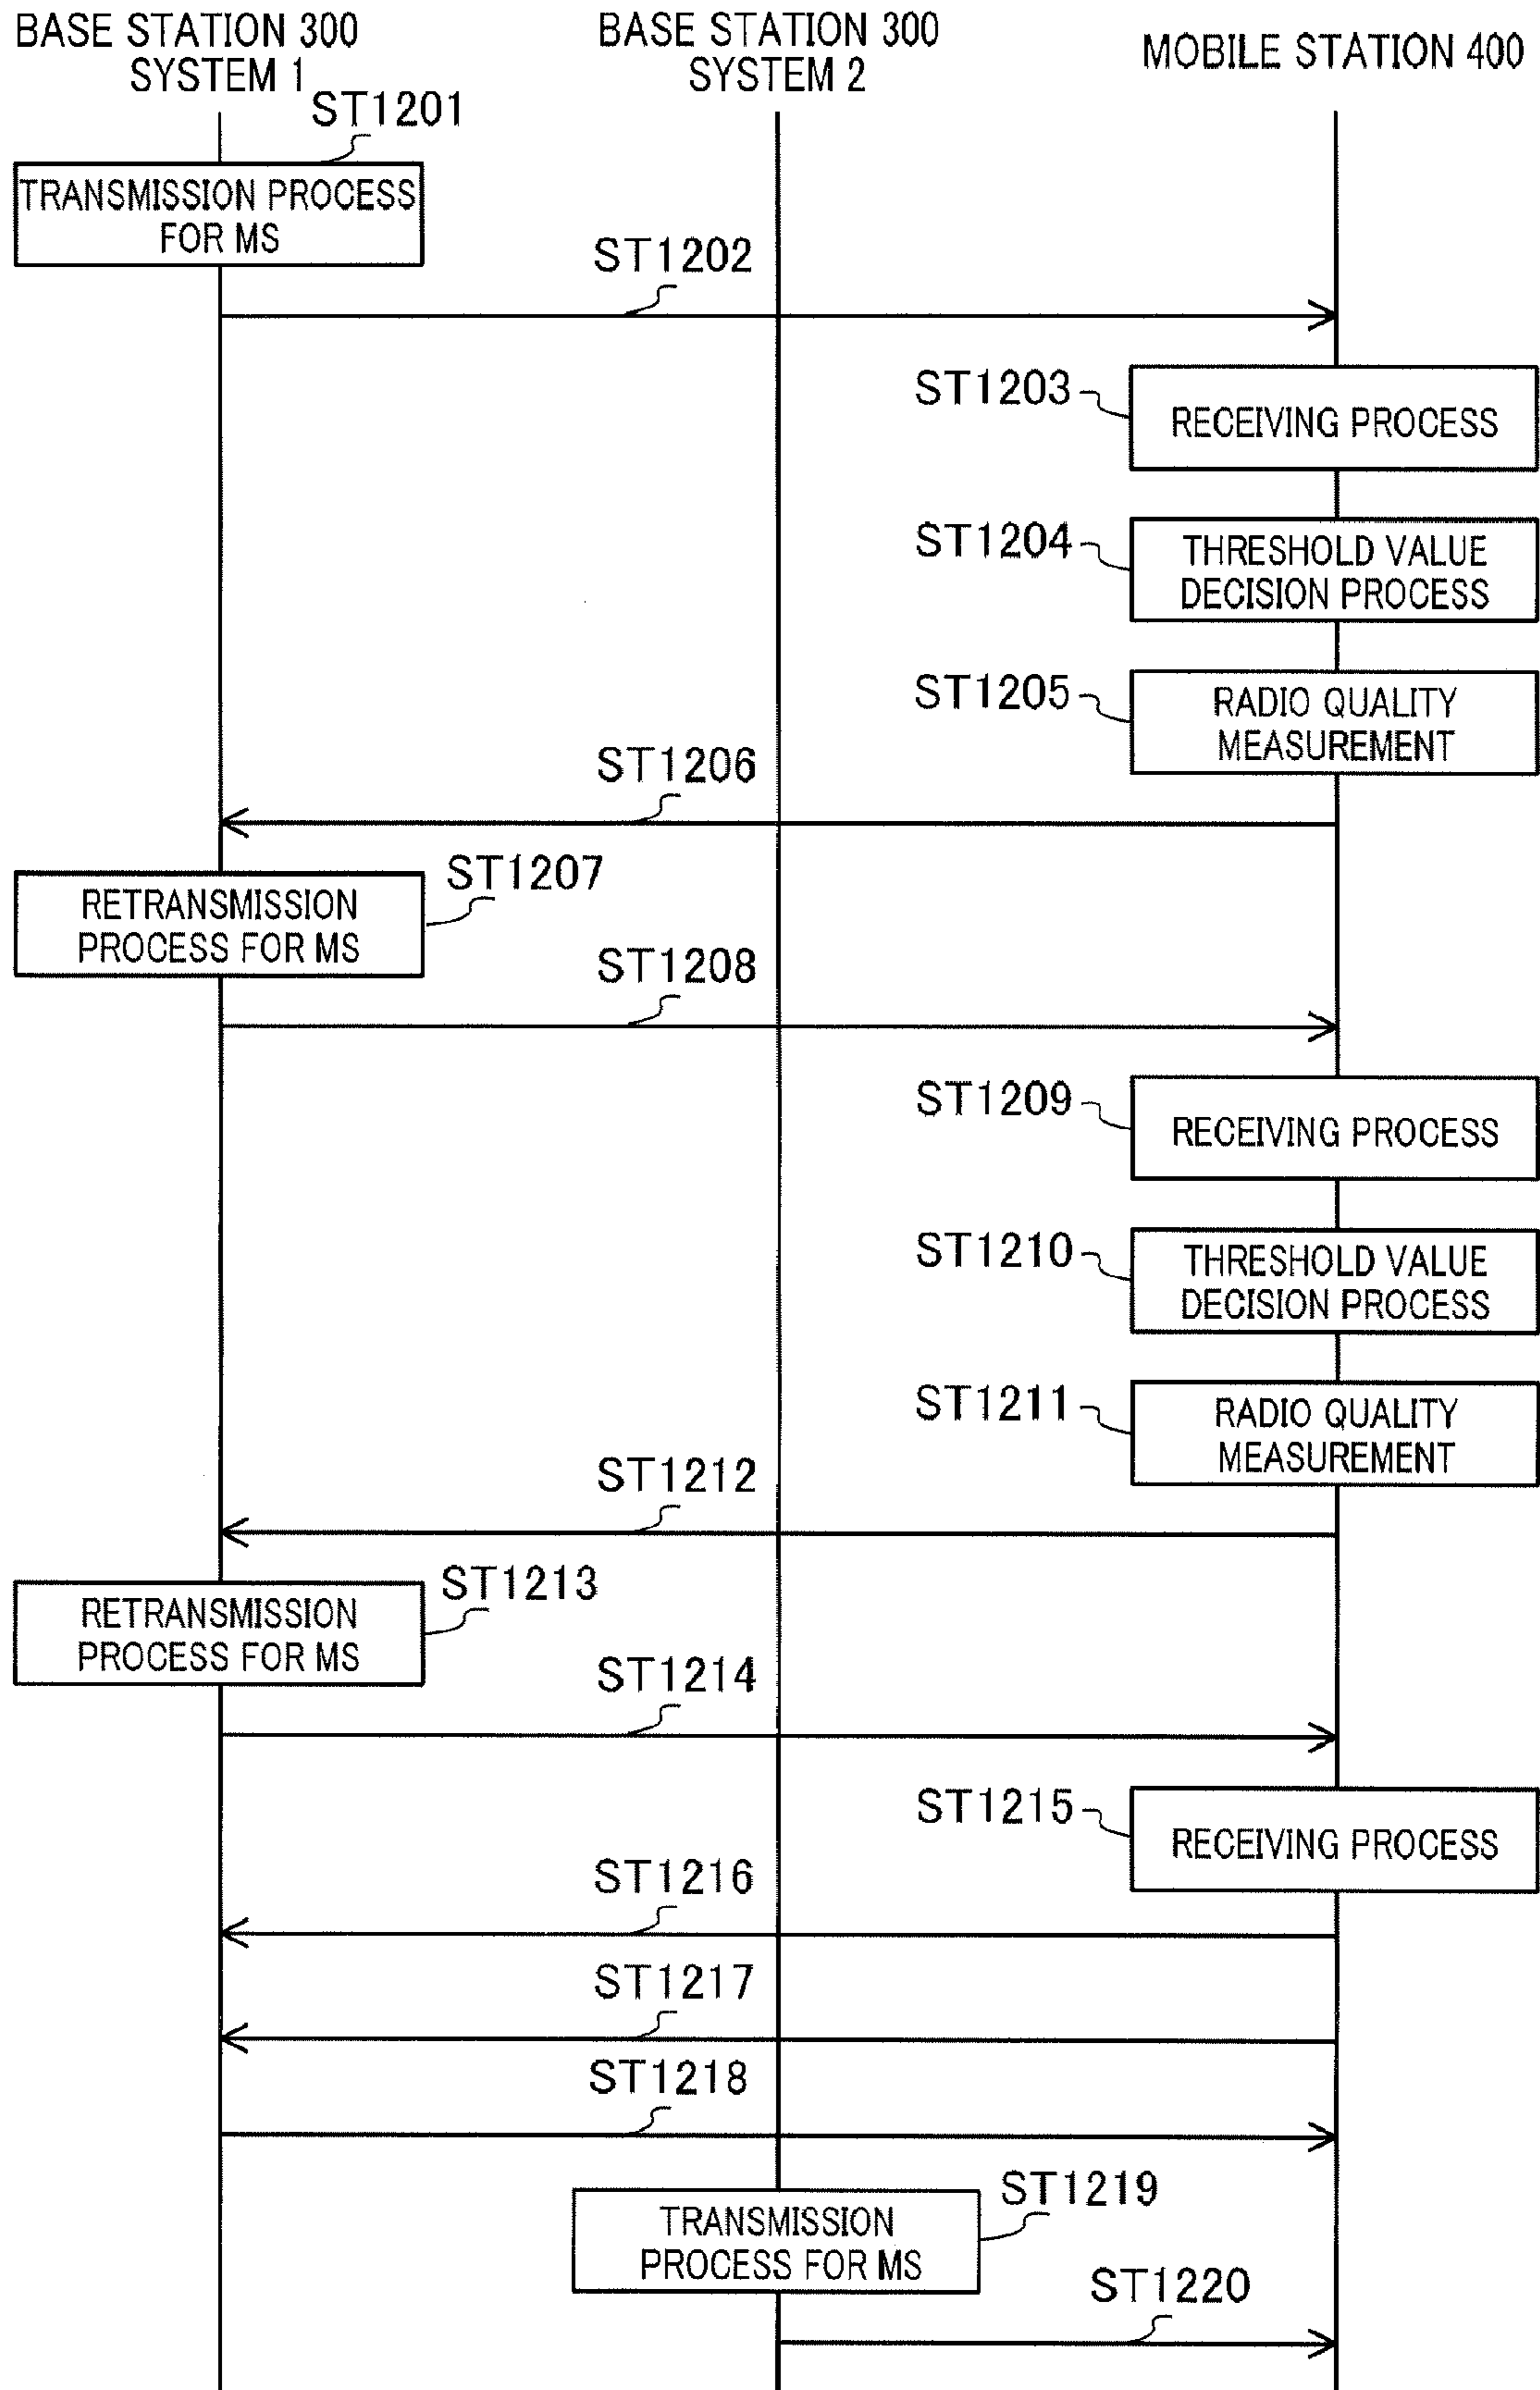 BASE STATION 300
SYSTEM 1
BASE STATION 300
SYSTEM 2
MOBILE STATION 400
ST1201
TRANSMISSION PROCESS
FOR MS
ST1202
ST1203
RECEIVING PROCESS
ST1204
THRESHOLD VALUE
DECISION PROCESS
ST1205
RADIO QUALITY
MEASUREMENT
ST1206
ST1207
RETRANSMISSION
PROCESS FOR MS
ST1208
ST1209
RECEIVING PROCESS
ST1210
THRESHOLD VALUE
DECISION PROCESS
ST1211
RADIO QUALITY
MEASUREMENT
ST1212
ST1213
RETRANSMISSION
PROCESS FOR MS
ST1214
ST1215
RECEIVING PROCESS
ST1216
ST1217
ST1218
ST1219
TRANSMISSION
PROCESS FOR MS
ST1220